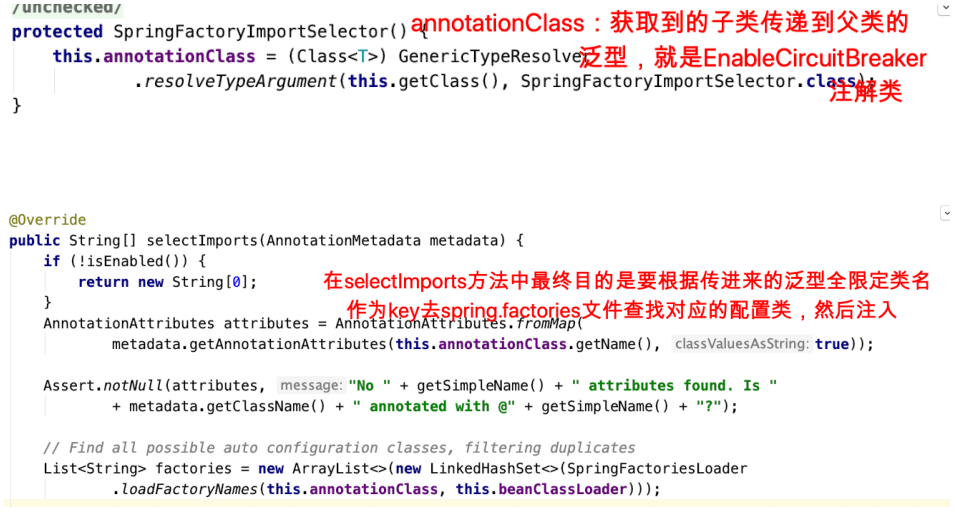 /unchecked/
protected SpringFactoryImportSelector() {
annotationClass：获取到的子类传递到父类的
this.annotationClass = (Class<T>) GenericTypeResolver
泛型，就是EnableCircuitBreaker
.resolveTypeArgument(this.getClass(), SpringFactoryImportSelector.class);
注解类
}
@Override
public String[] selectImports(AnnotationMetadata metadata) {
if (!isEnabled()) {
return new String[0];
在selectImports方法中最终目的是要根据传进来的泛型全限定类名
}
作为key去spring.factories文件查找对应的配置类，然后注入
AnnotationAttributes attributes = AnnotationAttributes.fromMap(
metadata.getAnnotationAttributes(this.annotationClass.getName(), classValuesAsString: true));
Assert.notNull(attributes, message: "No " + getSimpleName() + " attributes found. Is "
+ metadata.getClassName() + " annotated with @" + getSimpleName() + "?");
// Find all possible auto configuration classes, filtering duplicates
List<String> factories = new ArrayList<>(new LinkedHashSet<>(SpringFactoriesLoader
.loadFactoryNames(this.annotationClass, this.beanClassLoader)));